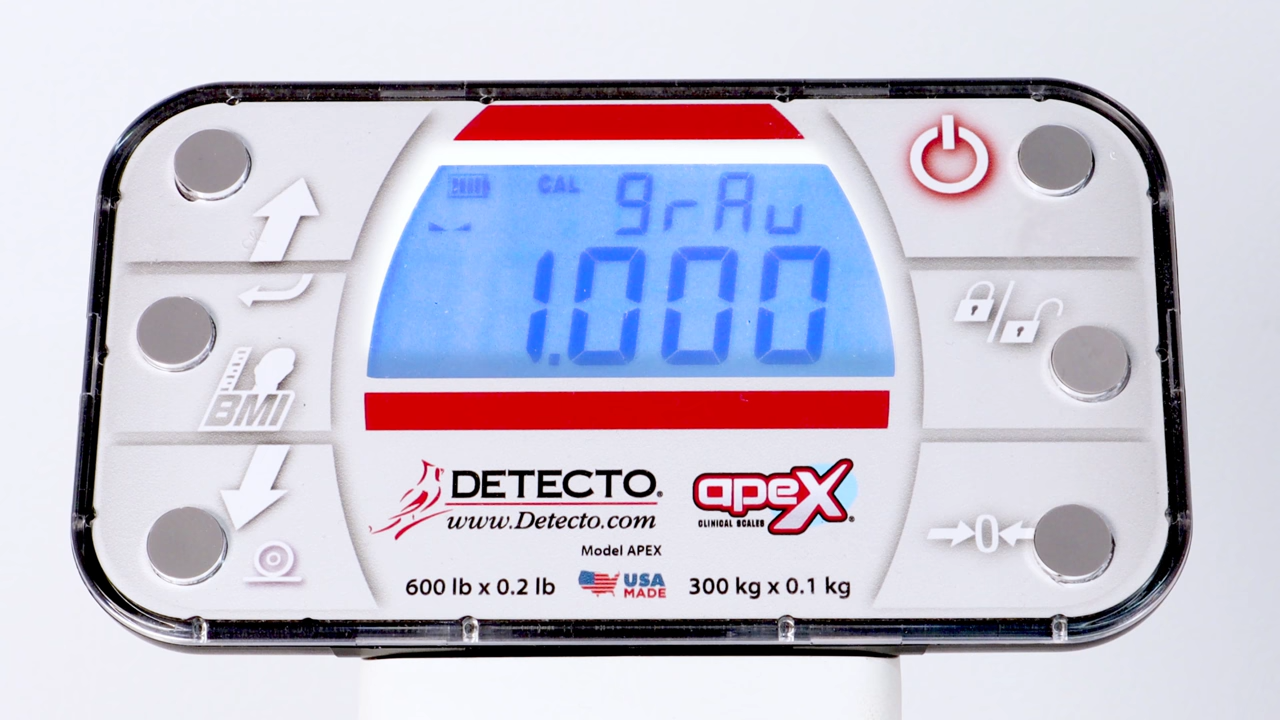 CAL grAv
1.000
BMI
0
DETECTO®
www.Detecto.com
apex®
CLINICAL SCALES
Model APEX
600 lb x 0.2 lb USA MADE 300 kg x 0.1 kg